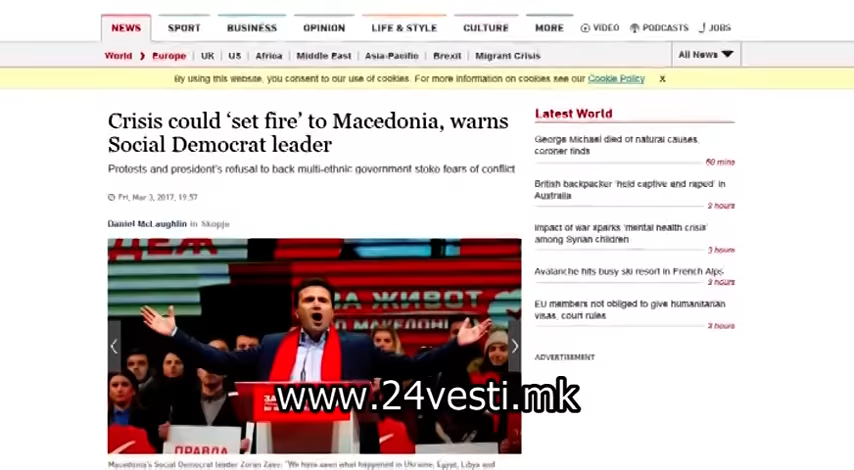 NEWS SPORT BUSINESS OPINION LIFE & STYLE CULTURE MORE VIDEO PODCASTS JOBS
World Europe UK US Africa Middle East Asia-Pacific Brexit Migrant Crisis All News
By using this website, you consent to our use of cookies. For more information on cookies see our Cookie Policy X
Crisis could ‘set fire’ to Macedonia, warns
Social Democrat leader
Protests and president's refusal to back multi-ethnic government stoke fears of conflict
Fri, Mar 3, 2017, 19:57
Daniel McLaughlin in Skopje
ДЕЖ
ЗА ЖИВОТ
О МАКЕДОНИ
ЗА
ПРАВДА
www.24vesti.mk
Macedonia's Social Democrat leader Zoran Zaev: "We have seen what happened in Ukraine, Egypt, Libya and
Latest World
George Michael died of natural causes,
coroner finds
50 mins
British backpacker 'held captive and raped' in
Australia
2 hours
Impact of war sparks 'mental health crisis'
among Syrian children
3 hours
Avalanche hits busy ski resort in French Alps
3 hours
EU members not obliged to give humanitarian
visas, court rules
3 hours
ADVERTISEMENT